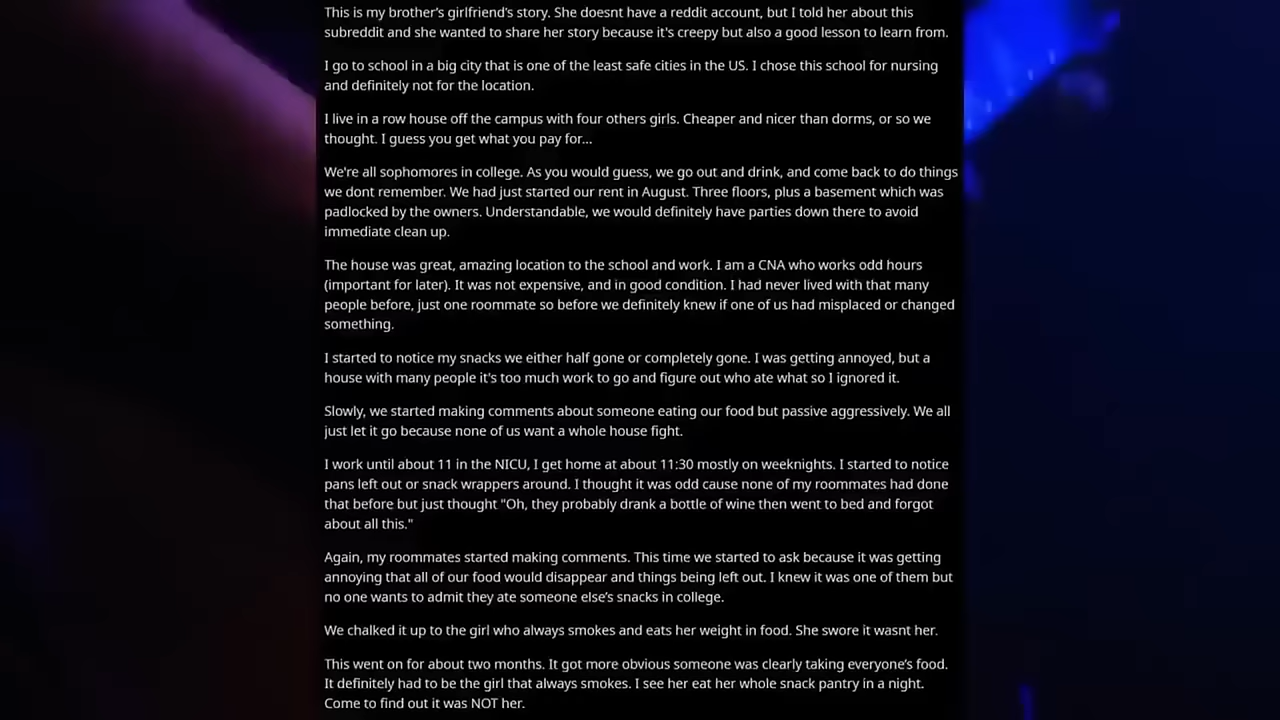 This is my brother’s girlfriend's story. She doesnt have a reddit account, but I told her about this
subreddit and she wanted to share her story because it's creepy but also a good lesson to learn from.
I go to school in a big city that is one of the least safe cities in the US. I chose this school for nursing
and definitely not for the location.
I live in a row house off the campus with four others girls. Cheaper and nicer than dorms, or so we
thought. I guess you get what you pay for...
We're all sophomores in college. As you would guess, we go out and drink, and come back to do things
we dont remember. We had just started our rent in August. Three floors, plus a basement which was
padlocked by the owners. Understandable, we would definitely have parties down there to avoid
immediate clean up.
The house was great, amazing location to the school and work. I am a CNA who works odd hours
(important for later). It was not expensive, and in good condition. I had never lived with that many
people before, just one roommate so before we definitely knew if one of us had misplaced or changed
something.
I started to notice my snacks we either half gone or completely gone. I was getting annoyed, but a
house with many people it's too much work to go and figure out who ate what so I ignored it.
Slowly, we started making comments about someone eating our food but passive aggressively. We all
just let it go because none of us want a whole house fight.
I work until about 11 in the NICU, I get home at about 11:30 mostly on weeknights. I started to notice
pans left out or snack wrappers around. I thought it was odd cause none of my roommates had done
that before but just thought "Oh, they probably drank a bottle of wine then went to bed and forgot
about all this."
Again, my roommates started making comments. This time we started to ask because it was getting
annoying that all of our food would disappear and things being left out. I knew it was one of them but
no one wants to admit they ate someone else’s snacks in college.
We chalked it up to the girl who always smokes and eats her weight in food. She swore it wasnt her.
This went on for about two months. It got more obvious someone was clearly taking everyone’s food.
It definitely had to be the girl that always smokes. I see her eat her whole snack pantry in a night.
Come to find out it was NOT her.